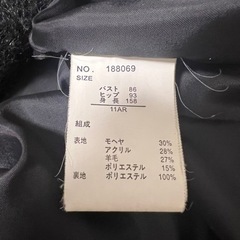 NO. 188069
SIZE
バスト 86
ヒップ 93
身長 158
11AR
組成
表地 モヘヤ 30%
アクリル 28%
羊毛 27%
ポリエステル 15%
裏地 ポリエステル 100%